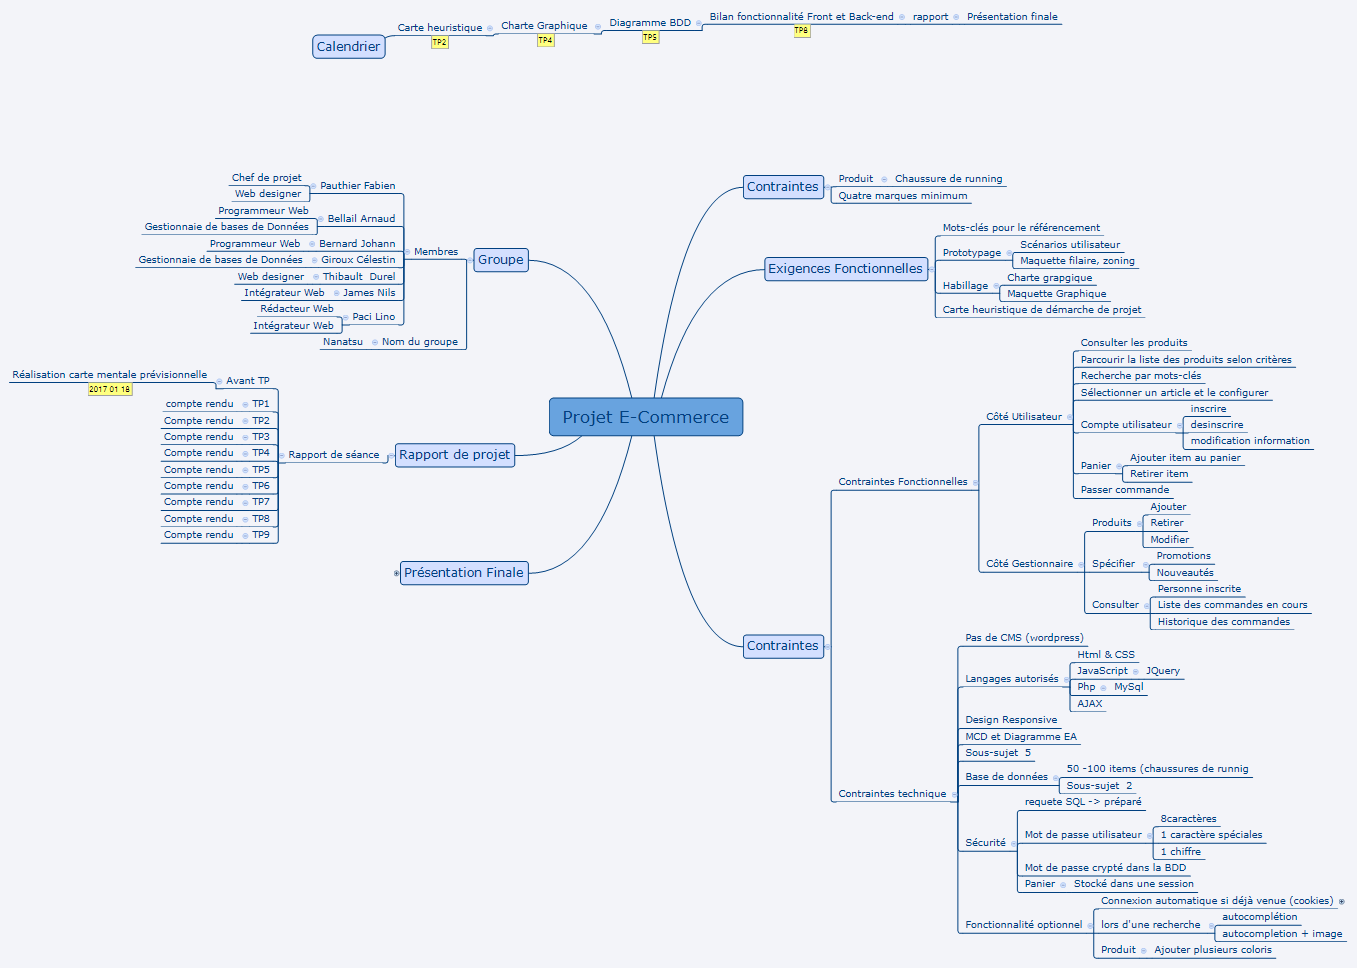 Calendrier
Carte heuristique
TP2
Charte Graphique
TP4
Diagramme BDD
TP5
Bilan fonctionnalité Front et Back-end
TP8
rapport
Présentation finale
Projet E-Commerce
Groupe
Membres
Pauthier Fabien
Chef de projet
Web designer
Bellail Arnaud
Programmeur Web
Gestionnaie de bases de Données
Bernard Johann
Programmeur Web
Giroux Célestin
Gestionnaie de bases de Données
Thibault  Durel
Web designer
James Nils
Intégrateur Web
Paci Lino
Rédacteur Web
Intégrateur Web
Nom du groupe
Nanatsu
Rapport de projet
Rapport de séance
Avant TP
Réalisation carte mentale prévisionnelle
2017 01 18
TP1
compte rendu
TP2
Compte rendu
TP3
Compte rendu
TP4
Compte rendu
TP5
Compte rendu
TP6
Compte rendu
TP7
Compte rendu
TP8
Compte rendu
TP9
Compte rendu
Présentation Finale
Contraintes
Produit
Chaussure de running
Quatre marques minimum
Exigences Fonctionnelles
Mots-clés pour le référencement
Prototypage
Scénarios utilisateur
Maquette filaire, zoning
Habillage
Charte grapgique
Maquette Graphique
Carte heuristique de démarche de projet
Contraintes
Contraintes Fonctionnelles
Côté Utilisateur
Consulter les produits
Parcourir la liste des produits selon critères
Recherche par mots-clés
Sélectionner un article et le configurer
Compte utilisateur
inscrire
desinscrire
modification information
Panier
Ajouter item au panier
Retirer item
Passer commande
Côté Gestionnaire
Produits
Ajouter
Retirer
Modifier
Spécifier
Promotions
Nouveautés
Consulter
Personne inscrite
Liste des commandes en cours
Historique des commandes
Contraintes technique
Pas de CMS (wordpress)
Langages autorisés
Html & CSS
JavaScript
JQuery
Php
MySql
AJAX
Design Responsive
MCD et Diagramme EA
Sous-sujet  5
Base de données
50 -100 items (chaussures de runnig
Sous-sujet  2
Sécurité
requete SQL -> préparé
Mot de passe utilisateur
8caractères
1 caractère spéciales
1 chiffre
Mot de passe crypté dans la BDD
Panier
Stocké dans une session
Fonctionnalité optionnel
Connexion automatique si déjà venue (cookies)
lors d'une recherche
autocomplétion
autocompletion + image
Produit
Ajouter plusieurs coloris